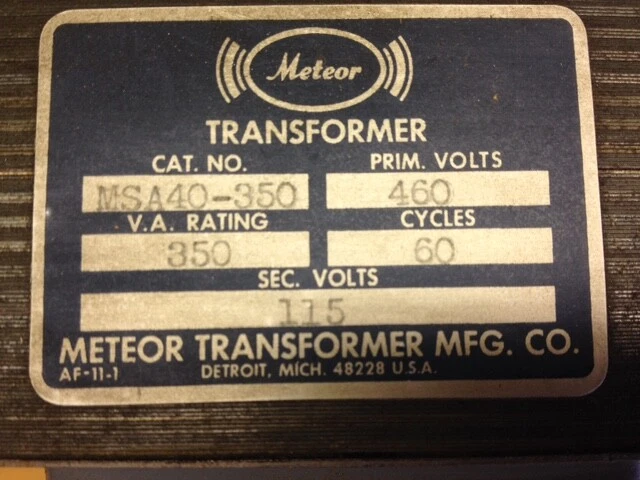 Meteor
TRANSFORMER
CAT. NO. PRIM. VOLTS
MSA40-350 460
V.A. RATING CYCLES
350 60
SEC. VOLTS
115
METEOR TRANSFORMER MFG. CO.
AF-11-1 DETROIT, MICH. 48228 U.S.A.